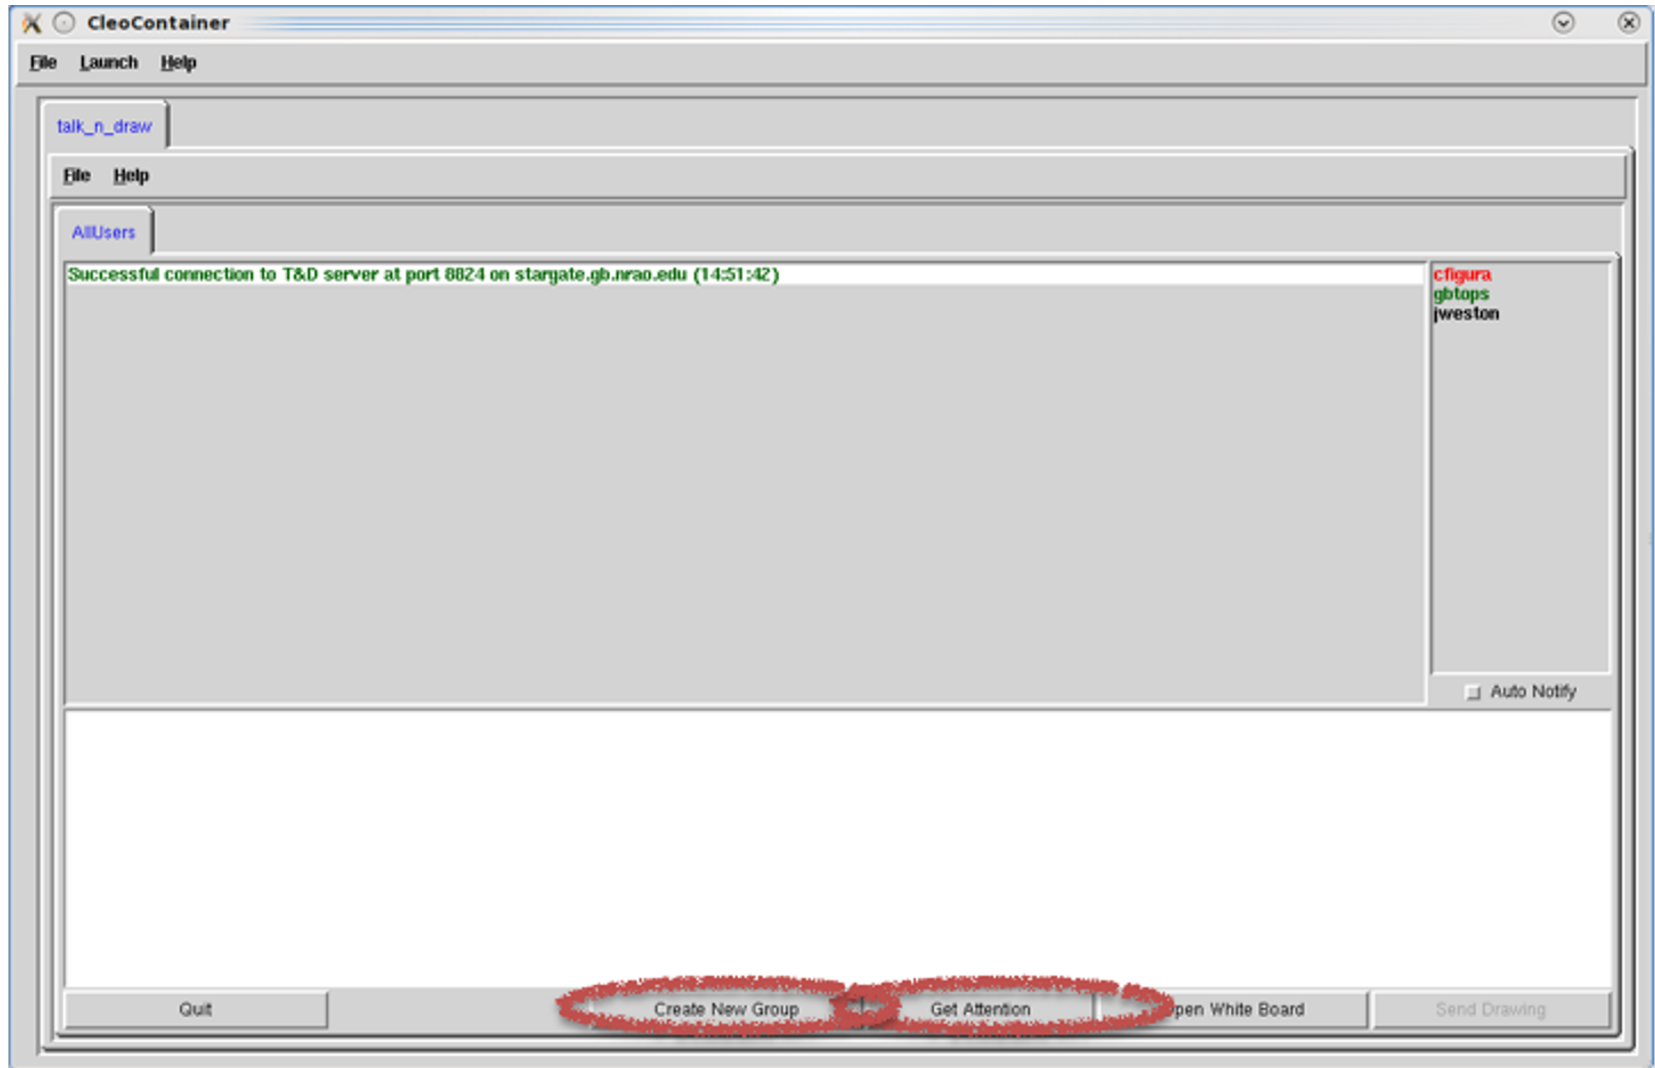 CleoContainer
File Launch Help
talk_n_draw
File Help
AllUsers
Successful connection to T&D server at port 8824 on stargate.gb.nrao.edu (14:51:42)
cfigura
gbtops
jweston
Auto Notify
Quit Create New Group Get Attention pen White Board Send Drawing